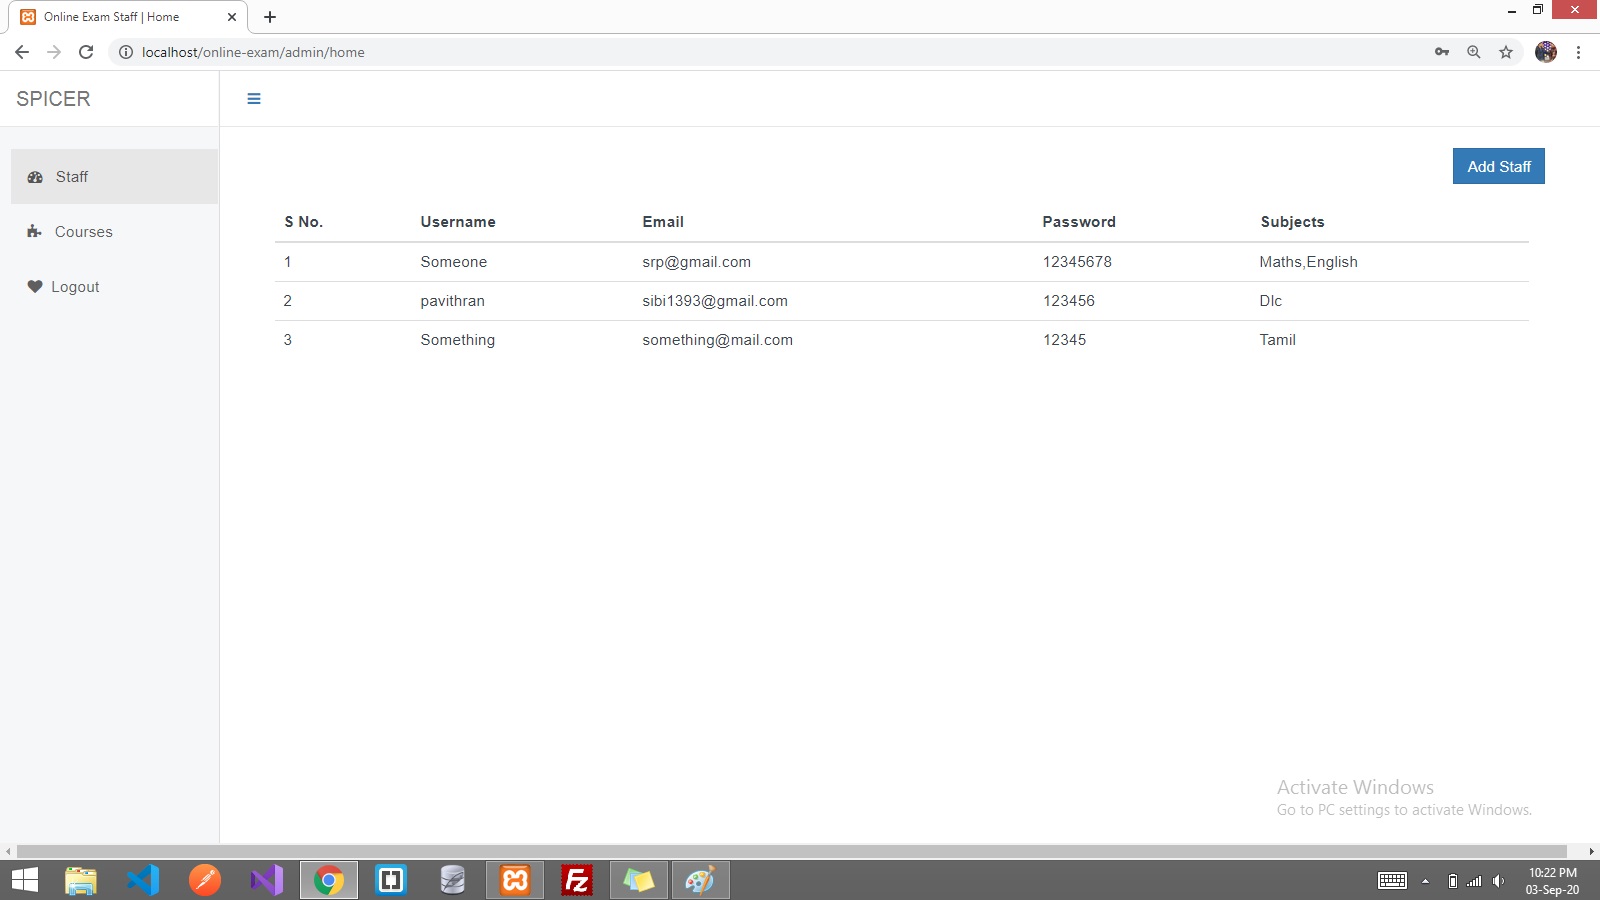 Online Exam Staff | Home
localhost/online-exam/admin/home
SPICER
Staff
Courses
Logout
Add Staff
S No. Username Email Password Subjects
1 Someone srp@gmail.com 12345678 Maths,English
2 pavithran sibi1393@gmail.com 123456 Dlc
3 Something something@mail.com 12345 Tamil
Activate Windows
Go to PC settings to activate Windows.
Fz
10:22 PM
03-Sep-20